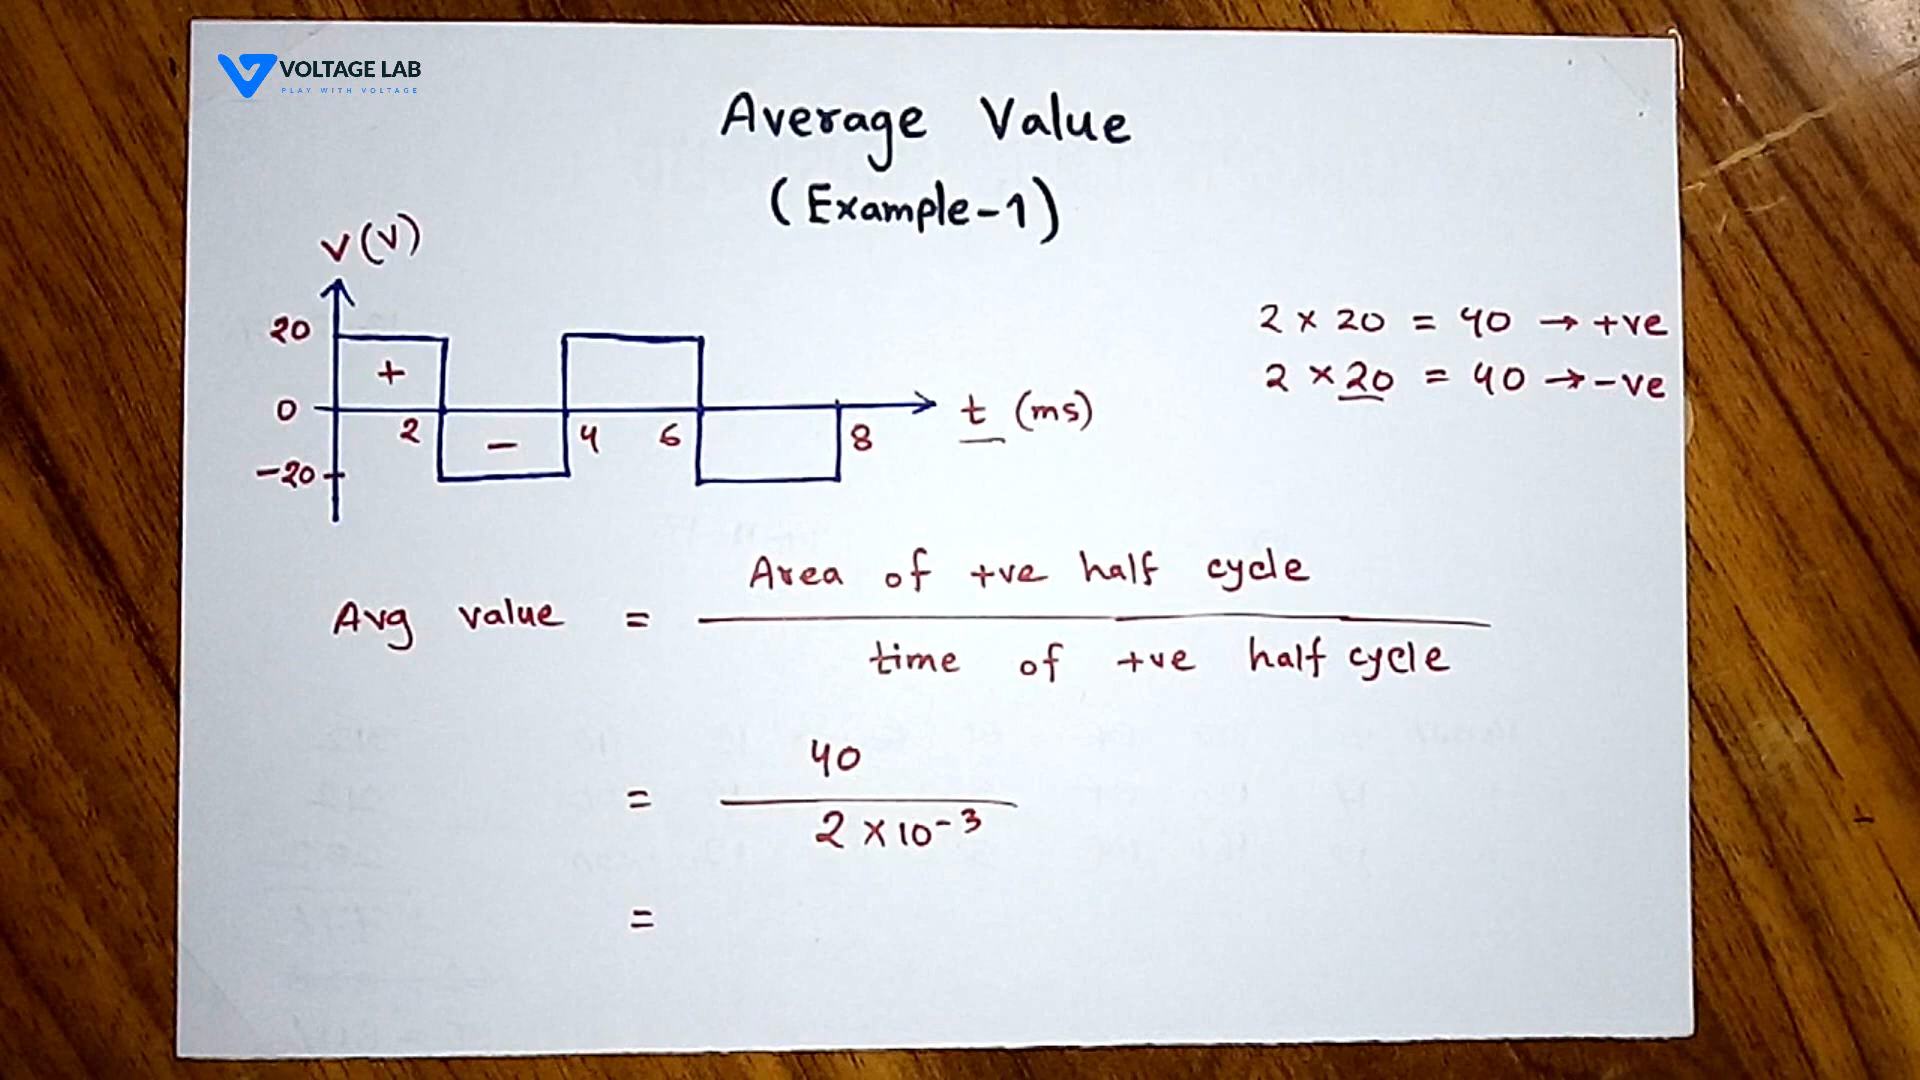 VOLTAGE LAB
PLAY WITH VOLTAGE
Average Value
(Example-1)
V(V)
20
0
-20
+
-
2
4
6
8
t (ms)
2 × 20 = 40 → +ve
2 × 20 = 40 → -ve
Avg value = Area of +ve half cycle
time of +ve half cycle
= 40
2 × 10⁻³
=